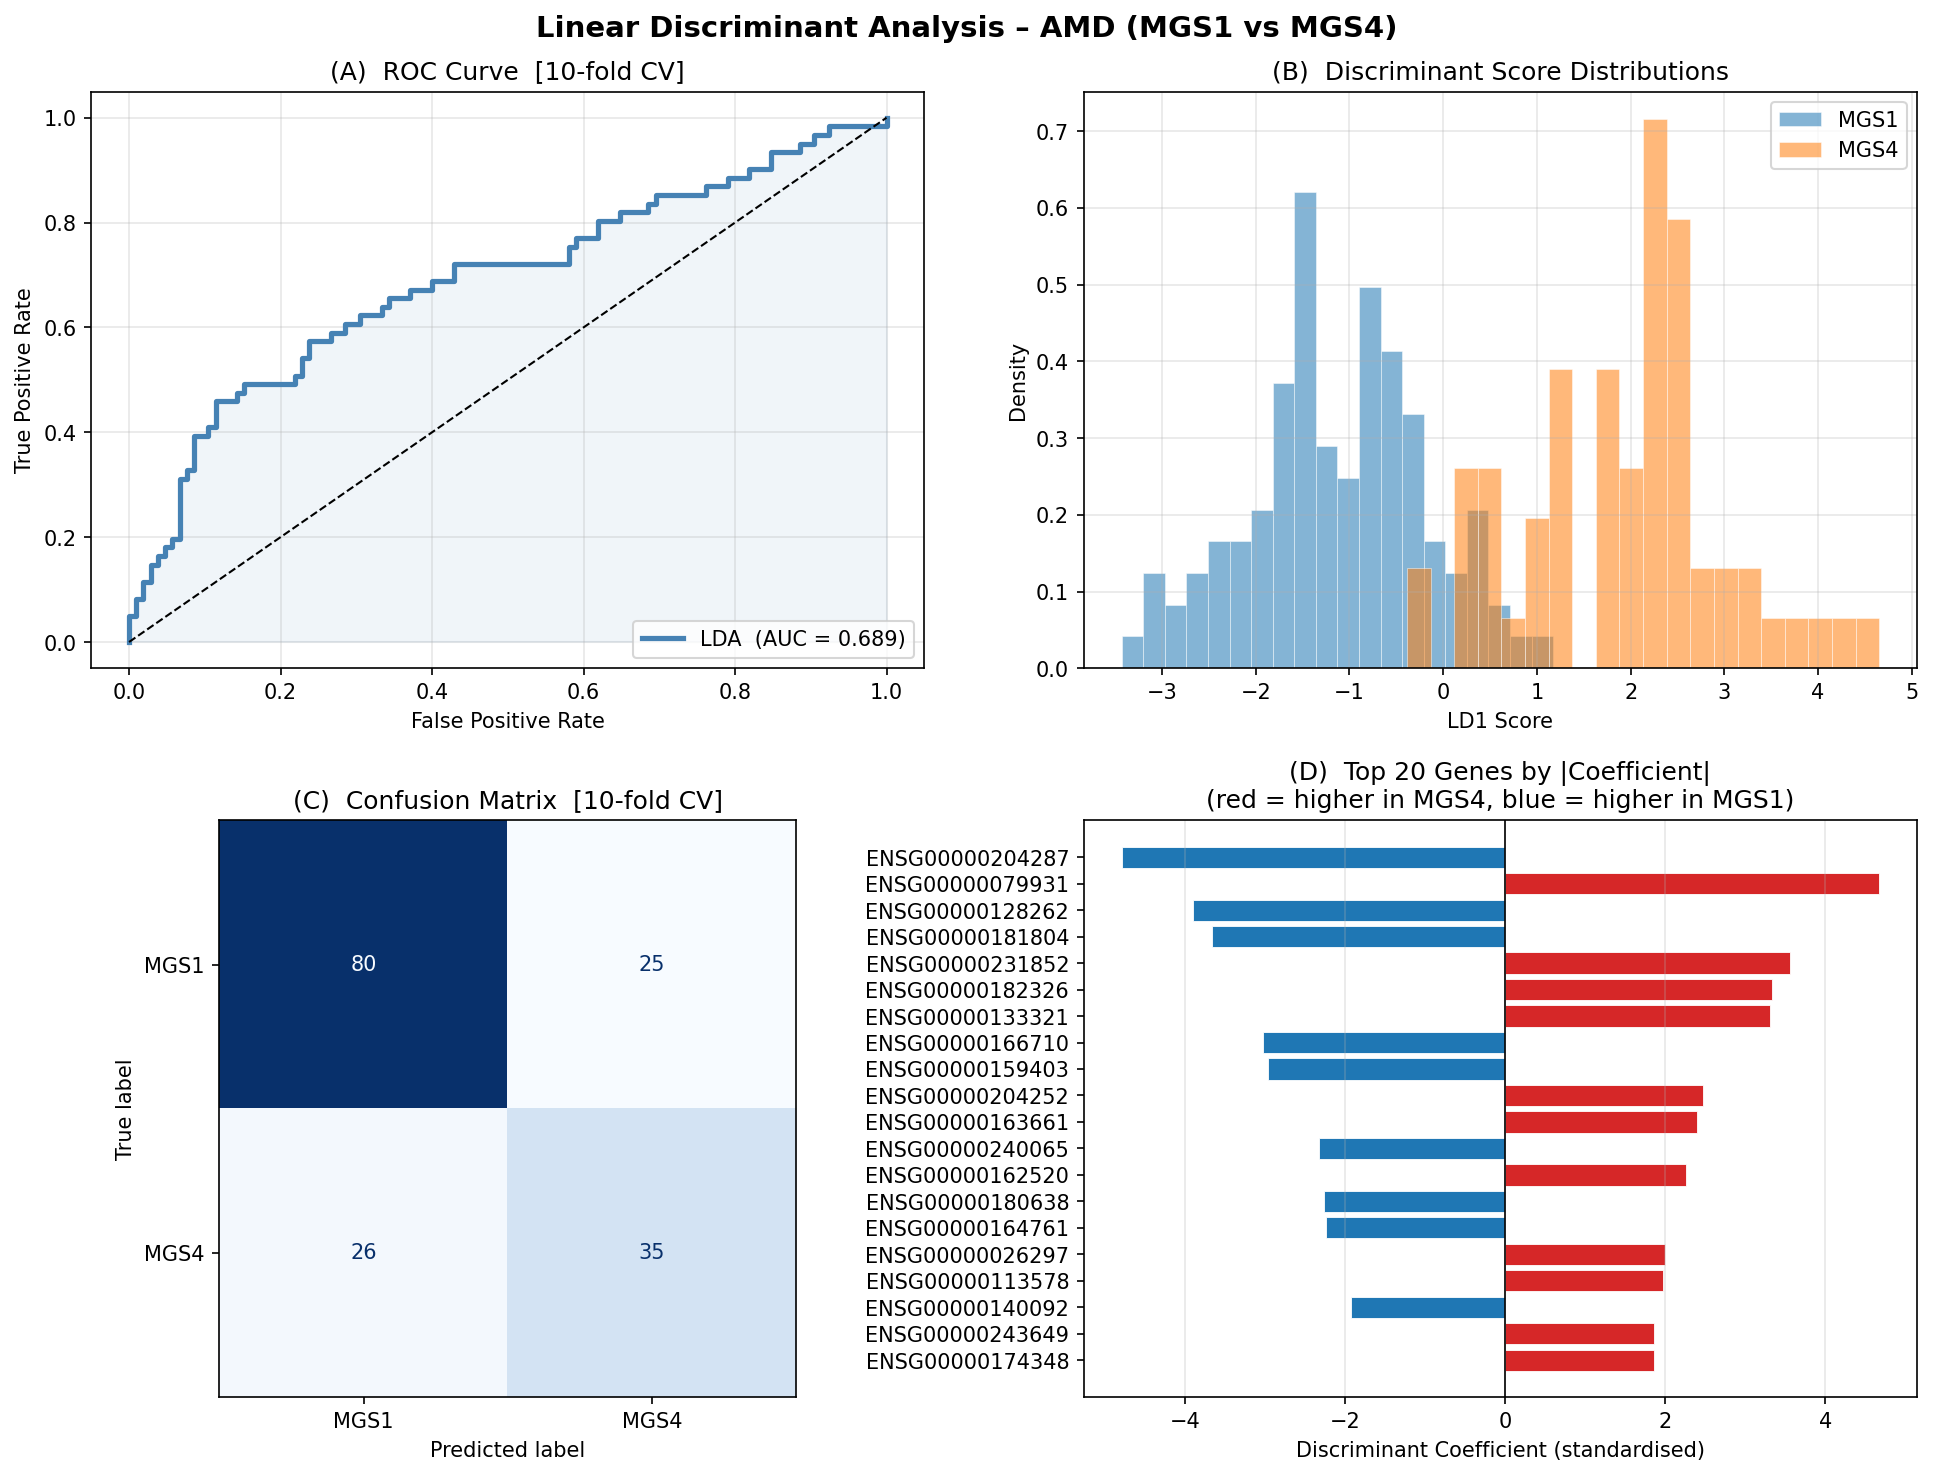 Linear Discriminant Analysis – AMD (MGS1 vs MGS4)
(A)  ROC Curve  [10-fold CV]
1.0
0.8
0.6
0.4
0.2
0.0
True Positive Rate
LDA  (AUC = 0.689)
0.0 0.2 0.4 0.6 0.8 1.0
False Positive Rate
(B)  Discriminant Score Distributions
MGS1
MGS4
0.7
0.6
0.5
0.4
0.3
0.2
0.1
0.0
Density
−3 −2 −1 0 1 2 3 4 5
LD1 Score
(C)  Confusion Matrix  [10-fold CV]
MGS1 80 25
MGS4 26 35
True label
MGS1 MGS4
Predicted label
(D)  Top 20 Genes by |Coefficient|
(red = higher in MGS4, blue = higher in MGS1)
ENSG00000204287
ENSG00000079931
ENSG00000128262
ENSG00000181804
ENSG00000231852
ENSG00000182326
ENSG00000133321
ENSG00000166710
ENSG00000159403
ENSG00000204252
ENSG00000163661
ENSG00000240065
ENSG00000162520
ENSG00000180638
ENSG00000164761
ENSG00000026297
ENSG00000113578
ENSG00000140092
ENSG00000243649
ENSG00000174348
−4 −2 0 2 4
Discriminant Coefficient (standardised)